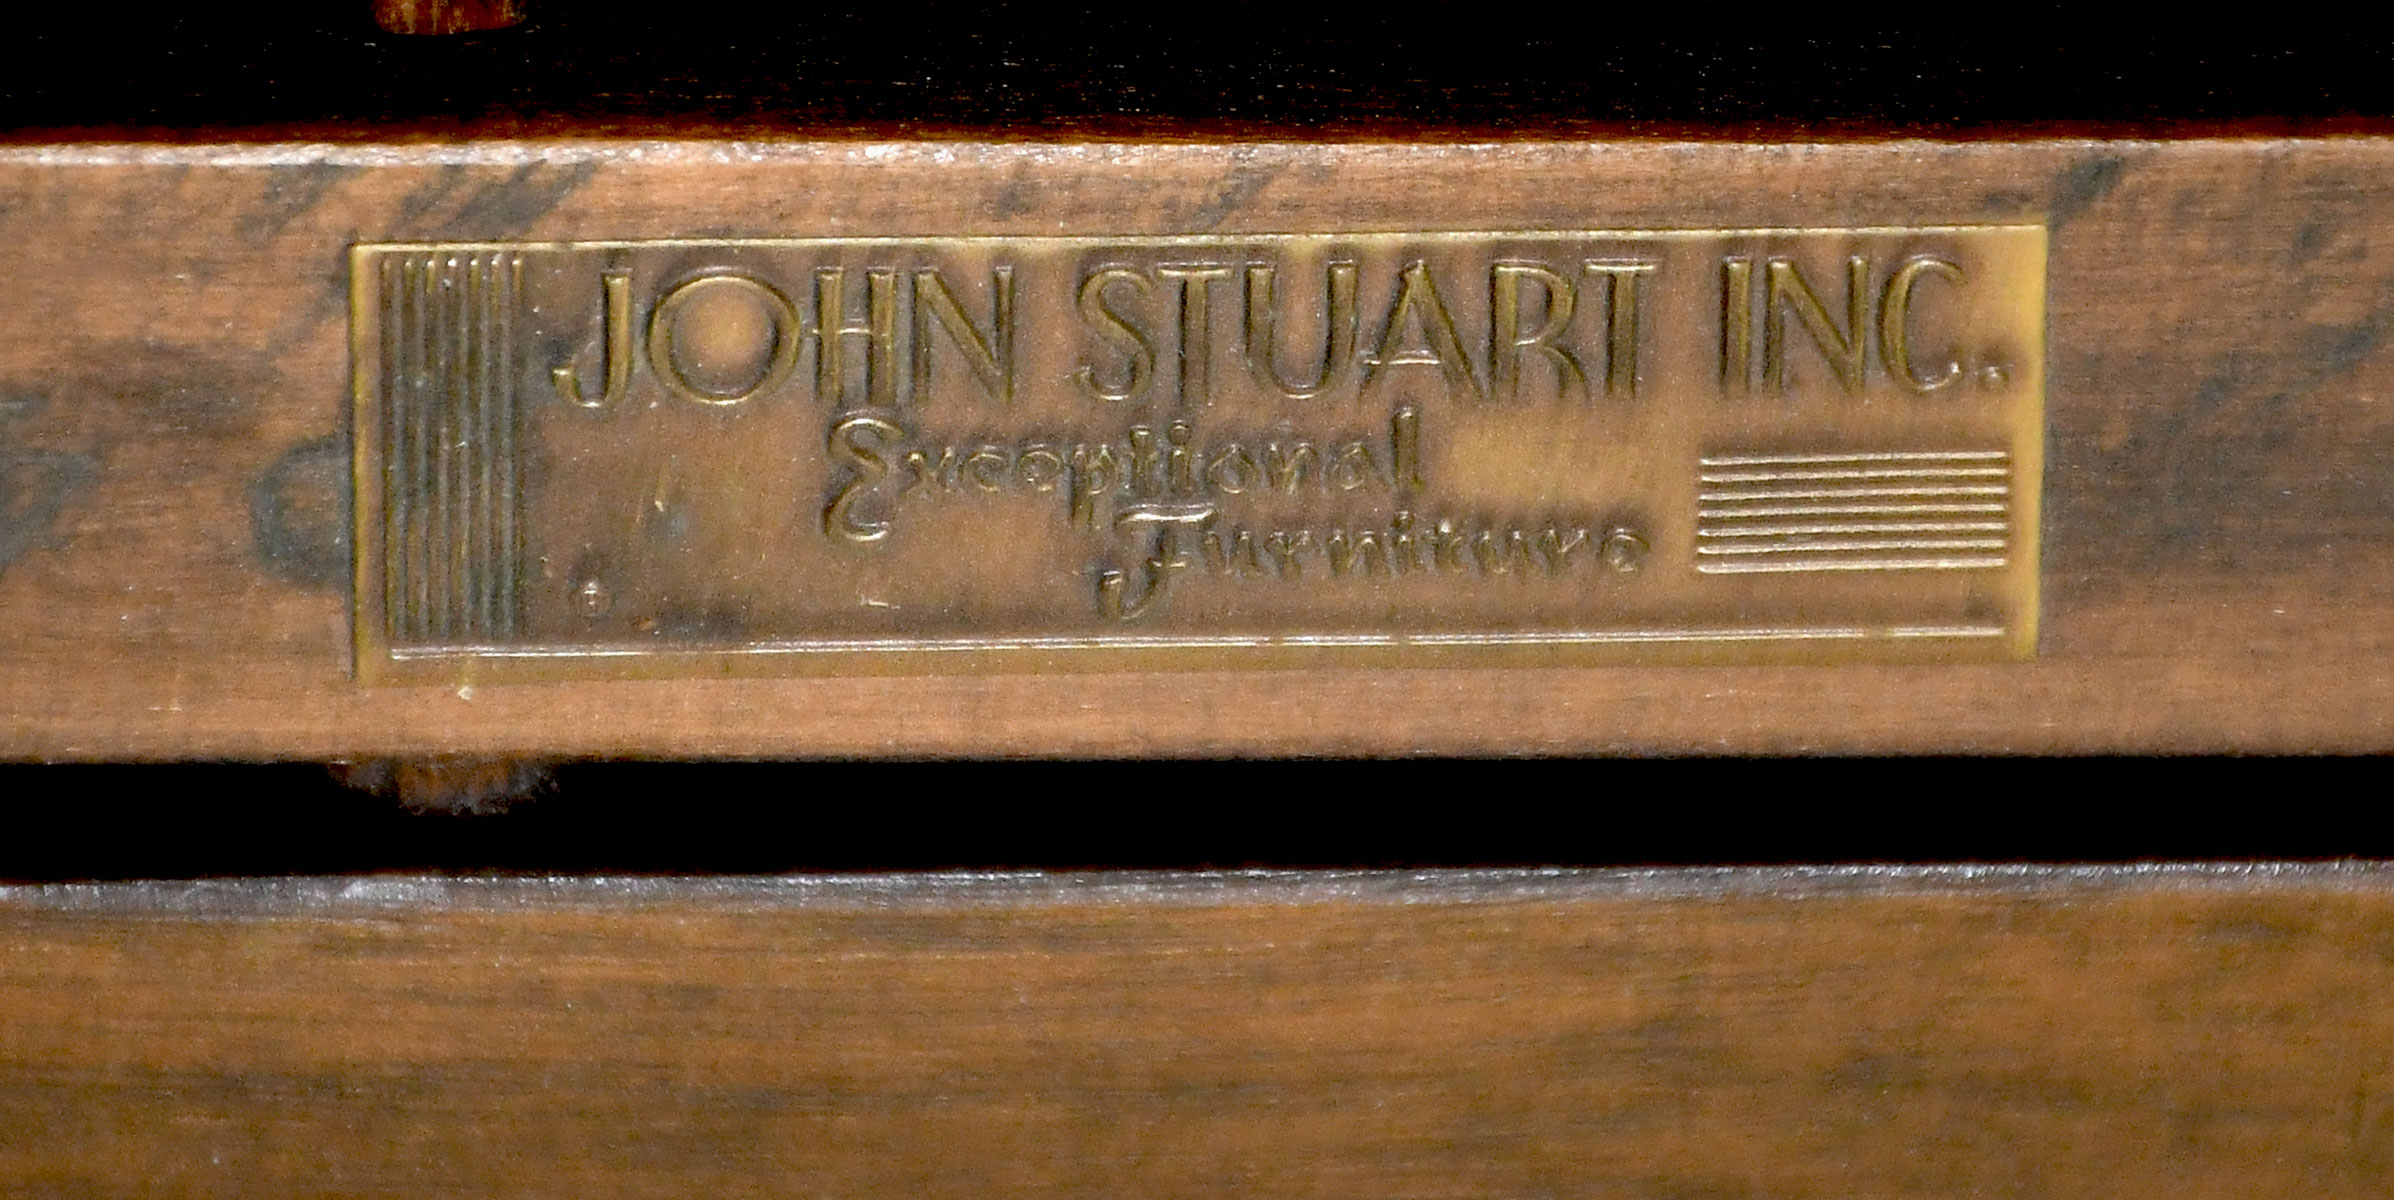 JOHN STUART INC.
Exceptional
Furniture